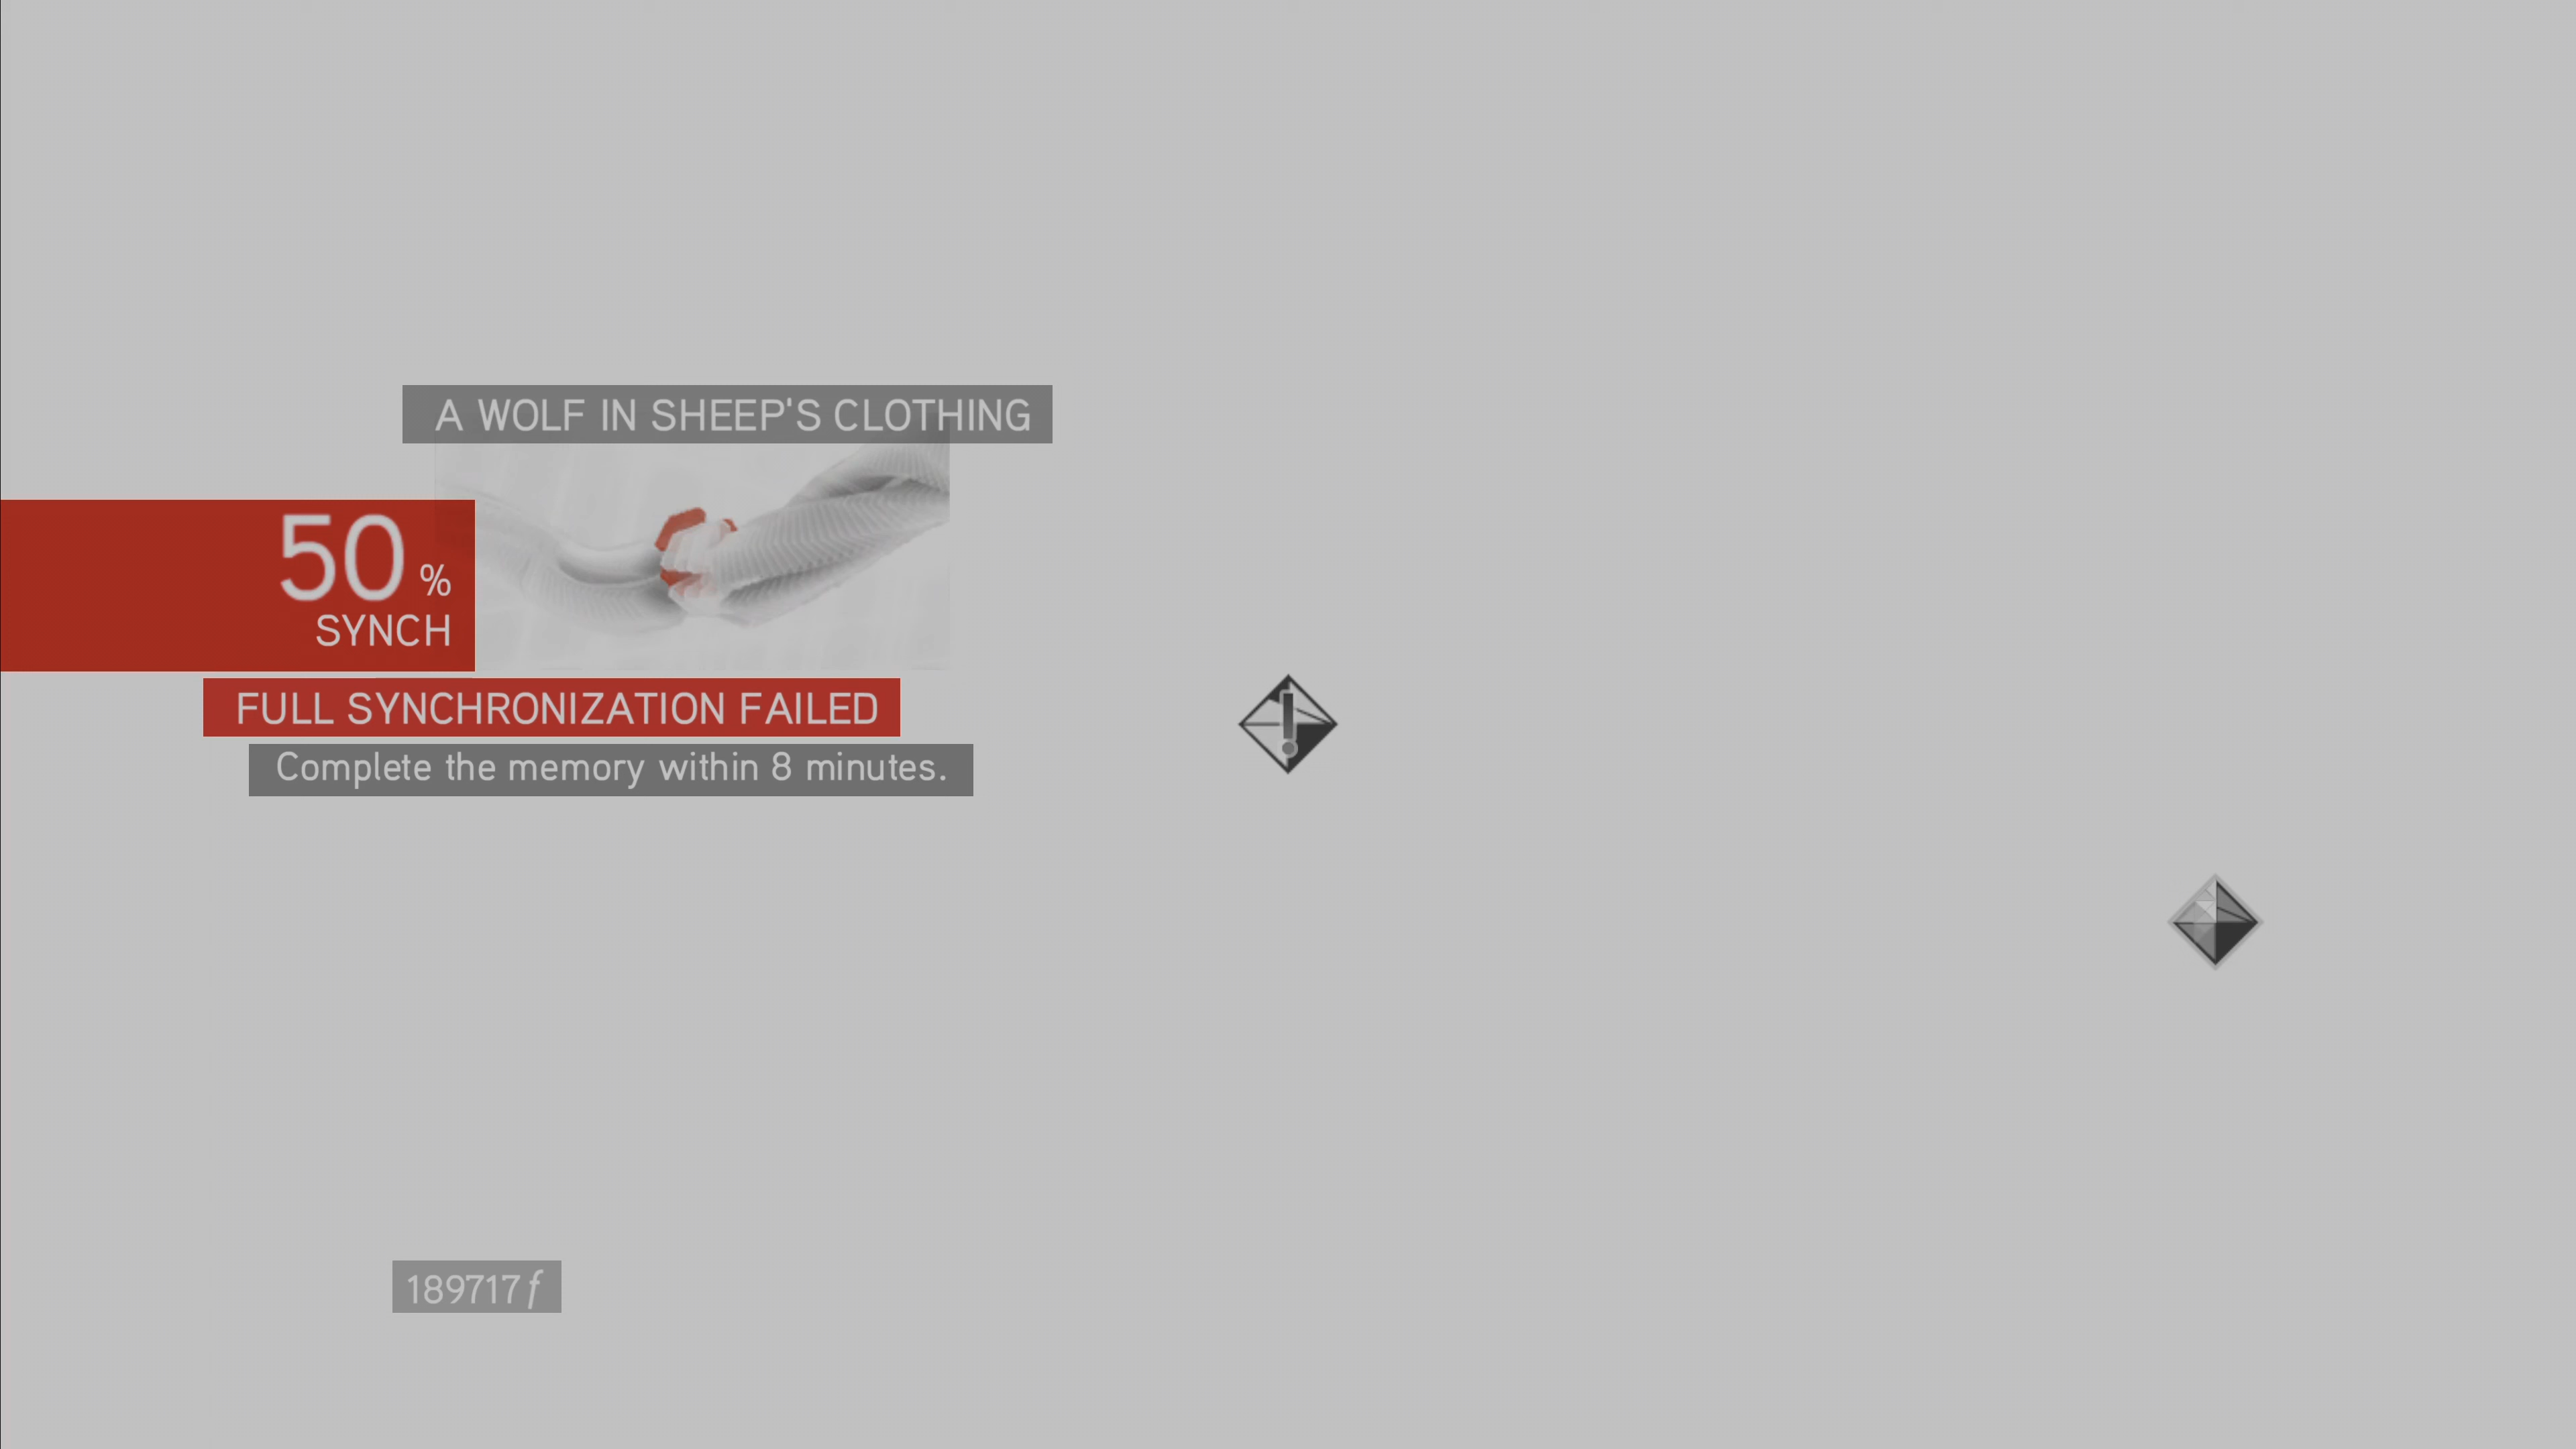 A WOLF IN SHEEP'S CLOTHING
50 %
SYNCH
FULL SYNCHRONIZATION FAILED
Complete the memory within 8 minutes.
189717 ƒ